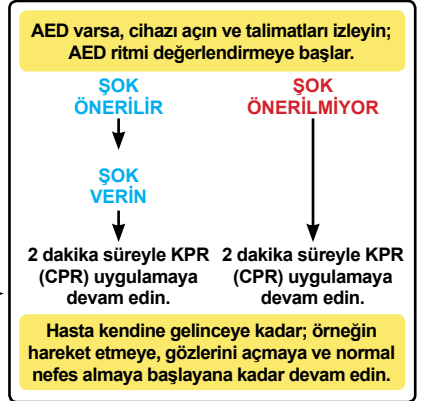 AED varsa, cihazı açın ve talimatları izleyin;
AED ritmi değerlendirmeye başlar.
ŞOK
ÖNERİLİR
ŞOK
VERİN
2 dakika süreyle KPR
(CPR) uygulamaya
devam edin.
ŞOK
ÖNERİLMİYOR
2 dakika süreyle KPR
(CPR) uygulamaya
devam edin.
Hasta kendine gelinceye kadar; örneğin
hareket etmeye, gözlerini açmaya ve normal
nefes almaya başlayana kadar devam edin.